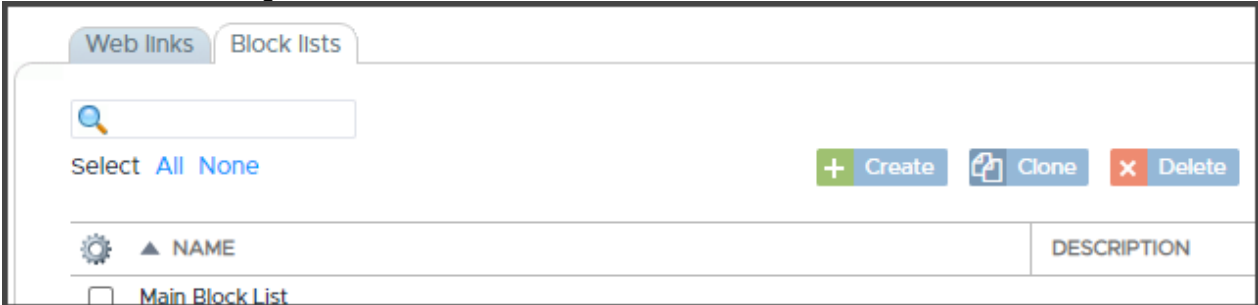 Web links Block lists
Select All None
Create Clone Delete
NAME DESCRIPTION
Main Block List